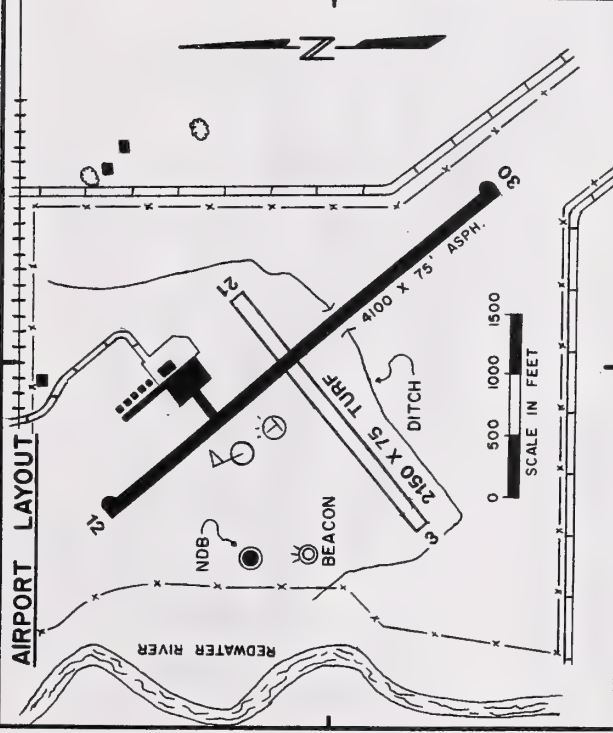 AIRPORT LAYOUT
N
12
30
4100 X 75' ASPH.
21
2150 X 75 TURF
3
NDB
BEACON
DITCH
REDWATER RIVER
0 500 1000 1500
SCALE IN FEET